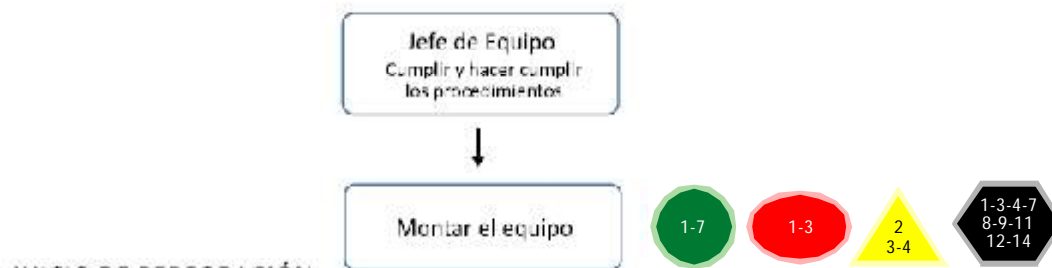 Jefe de Equipo
Cumplir y hacer cumplir
los procedimientos
Montar el equipo
1-7
1-3
2
3-4
1-3-4-7
8-9-11
12-14